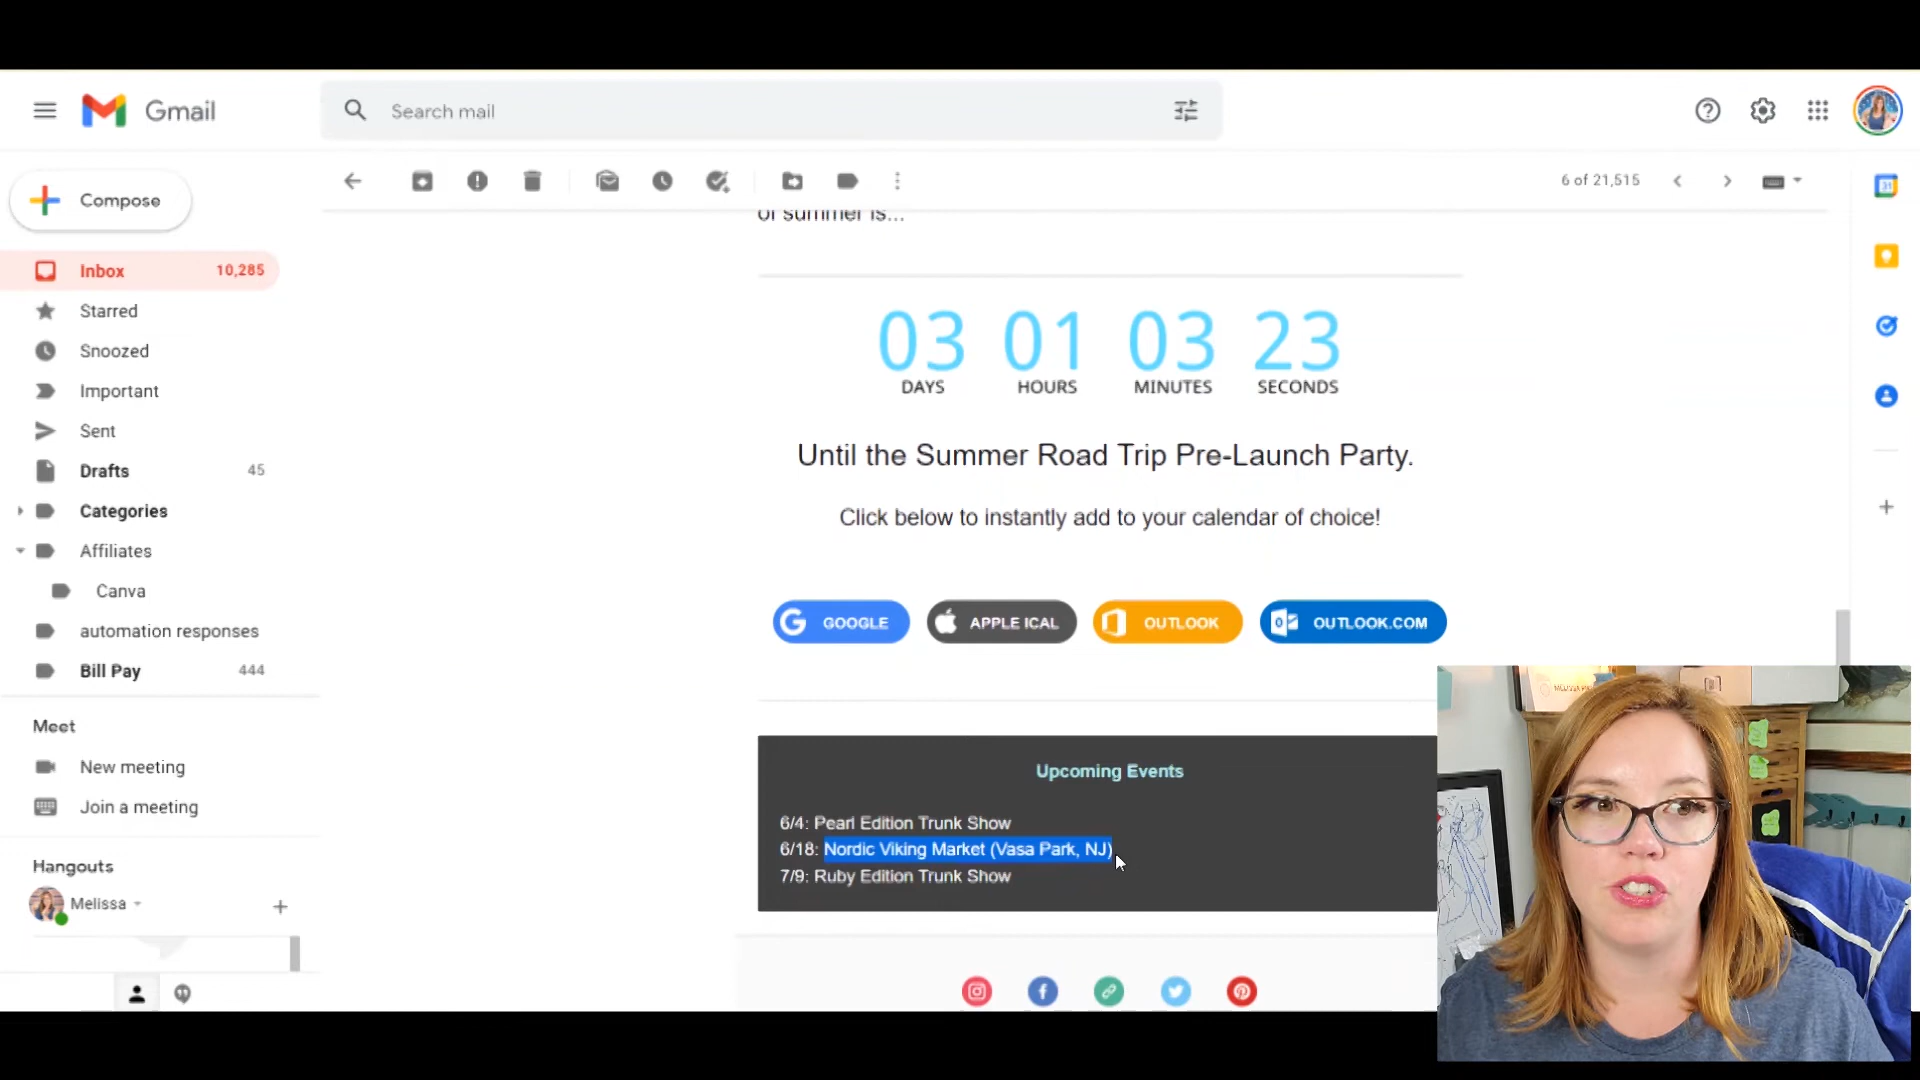 Gmail
Search mail
Compose
6 of 21,515
of summer is...
Inbox 10,285
Starred
Snoozed
Important
Sent
Drafts 45
Categories
Affiliates
Canva
automation responses
Bill Pay 444
Meet
New meeting
Join a meeting
Hangouts
Melissa
03 01 03 23
DAYS HOURS MINUTES SECONDS
Until the Summer Road Trip Pre-Launch Party.
Click below to instantly add to your calendar of choice!
GOOGLE APPLE ICAL OUTLOOK OUTLOOK.COM
Upcoming Events
6/4: Pearl Edition Trunk Show
6/18: Nordic Viking Market (Vasa Park, NJ)
7/9: Ruby Edition Trunk Show
31